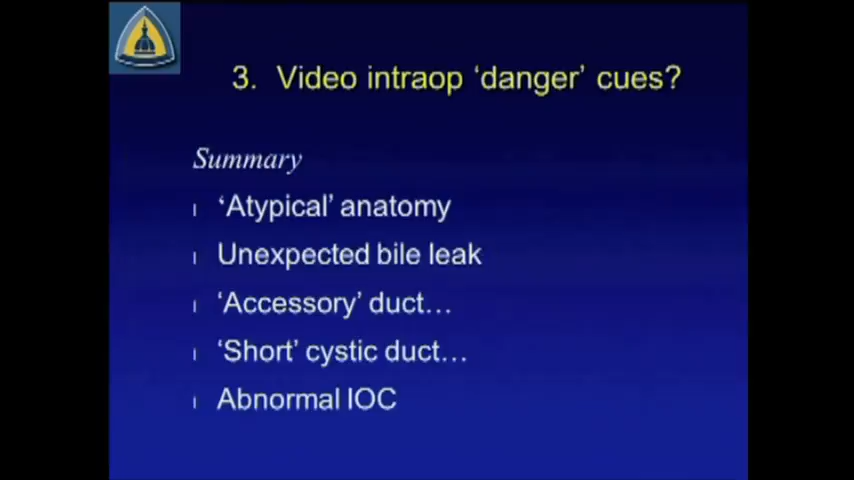 3. Video intraop ‘danger’ cues?
Summary
‘Atypical’ anatomy
Unexpected bile leak
‘Accessory’ duct…
‘Short’ cystic duct…
Abnormal IOC